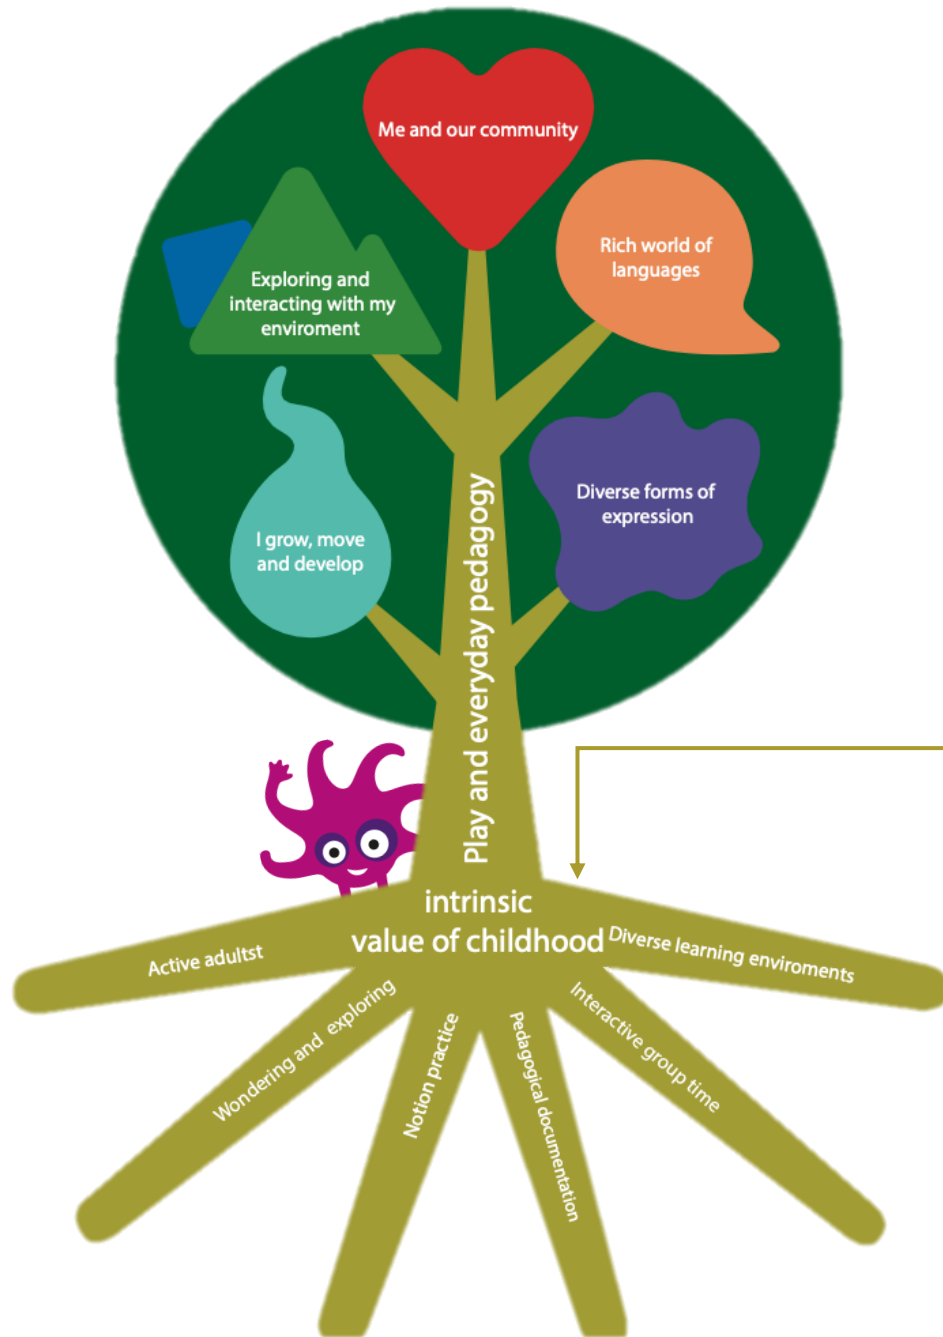 Me and our community
Rich world of
languages
Exploring and
interacting with my
enviroment
Diverse forms of
expression
I grow, move
and develop
Play and everyday pedagogy
intrinsic
value of childhood
Active adultst
Wondering and exploring
Notion practice
Pedagogical documentation
Interactive group time
Diverse learning enviroments